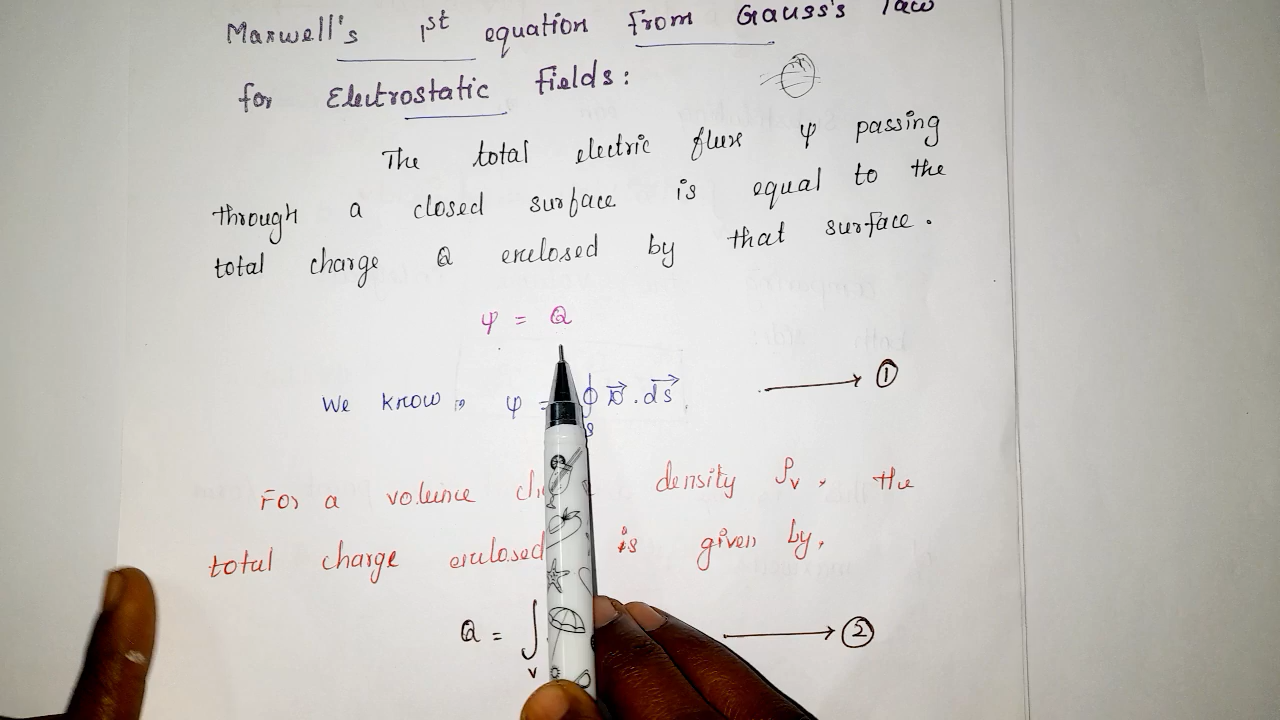 Maxwell's 1st equation from Gauss's law
for Electrostatic Fields:
The total electric flux ψ passing
through a closed surface is equal to the
total charge Q enclosed by that surface.
ψ = Q
We know, ψ = ∮ D⃗ . ds⃗ ⟶ ①
s
For a volume density ρv, the
total charge enclosed is given by,
Q = ∫ ⟶ ②
v